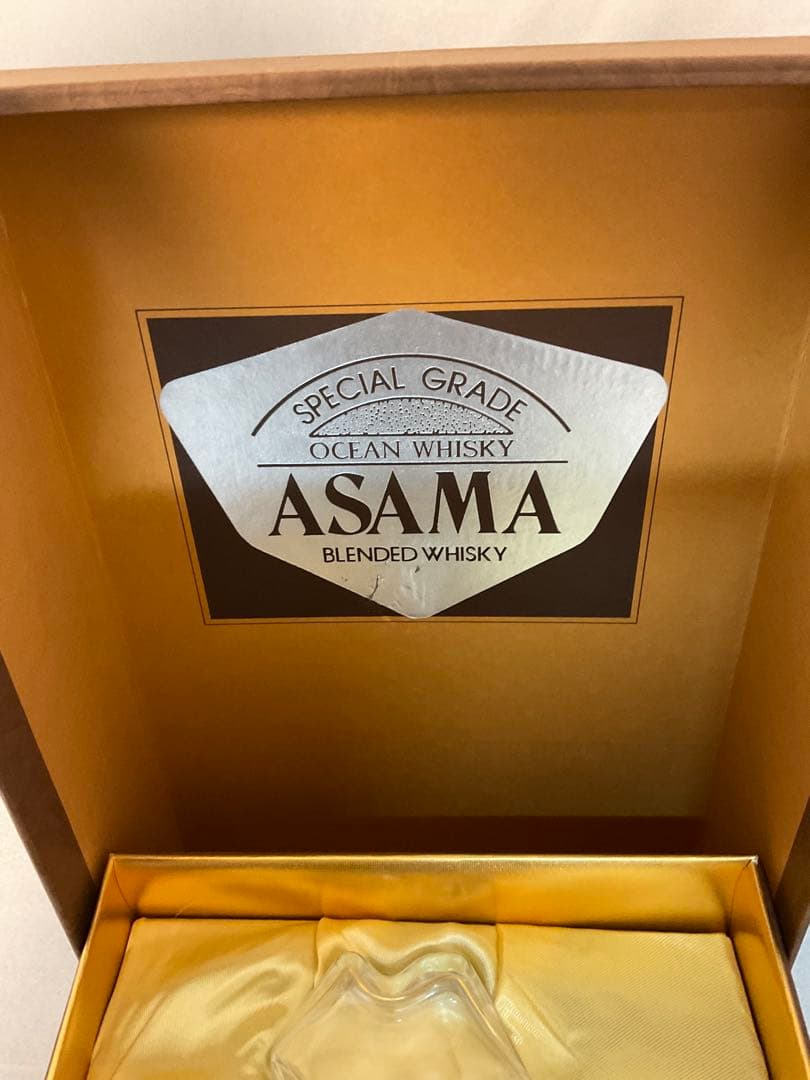 SPECIAL GRADE
OCEAN WHISKY
ASAMA
BLENDED WHISKY